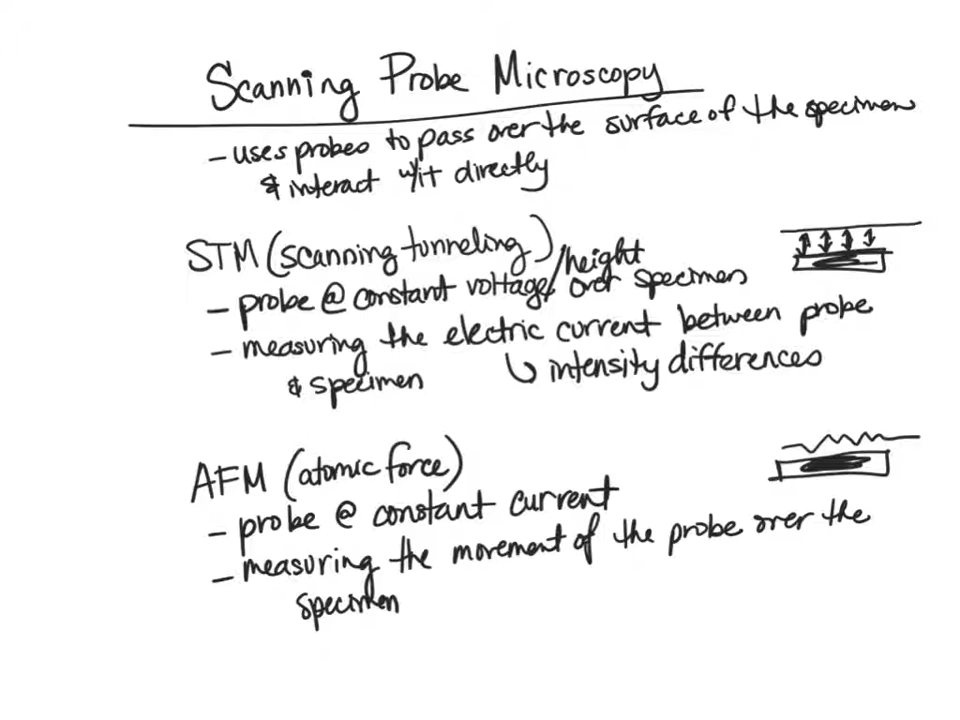 Scanning Probe Microscopy
- uses probes to pass over the surface of the specimen
& interact w/it directly
STM (scanning tunneling)
- probe @ constant voltage/height over specimen
- measuring the electric current between probe
& specimen ↳ intensity differences
AFM (atomic force)
- probe @ constant current
- measuring the movement of the probe over the
specimen